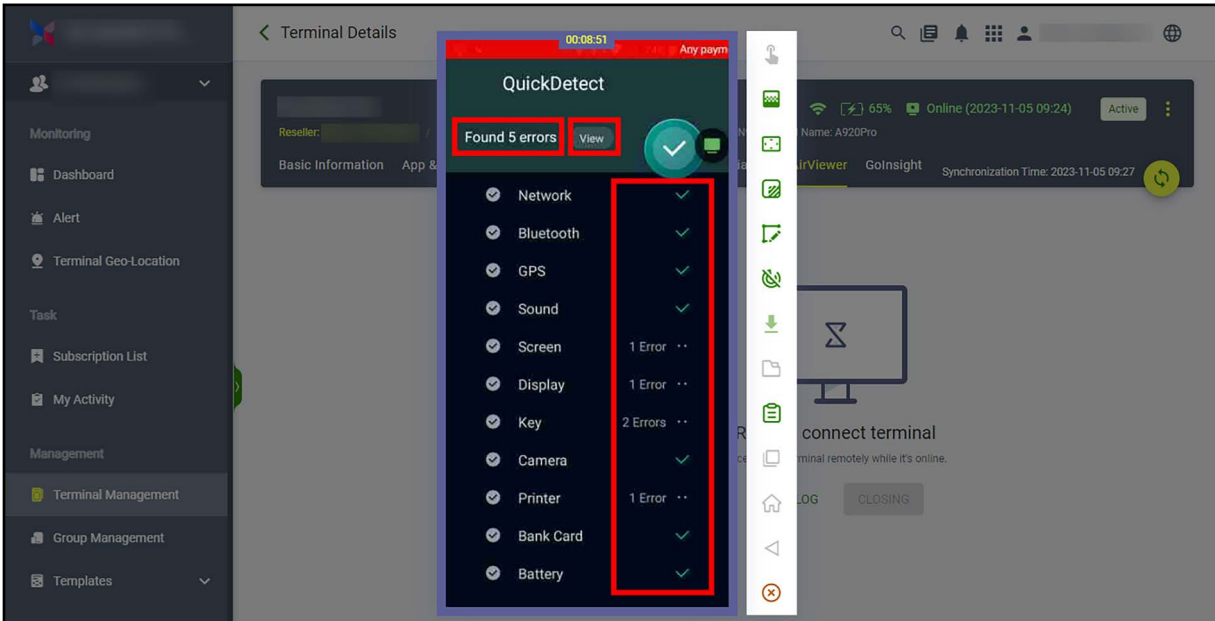 Terminal Details
Monitoring
Dashboard
Alert
Terminal Geo-Location
Task
Subscription List
My Activity
Management
Terminal Management
Group Management
Templates
Reseller:
/
Basic Information App &
00:08:51
Any paym
QuickDetect
Found 5 errors View
Network
Bluetooth
GPS
Sound
Screen 1 Error
Display 1 Error
Key 2 Errors
Camera
Printer 1 Error
Bank Card
Battery
65% Online (2023-11-05 09:24) Active
Name: A920Pro
irViewer GoInsight Synchronization Time: 2023-11-05 09:27
connect terminal
rminal remotely while it's online.
LOG CLOSING